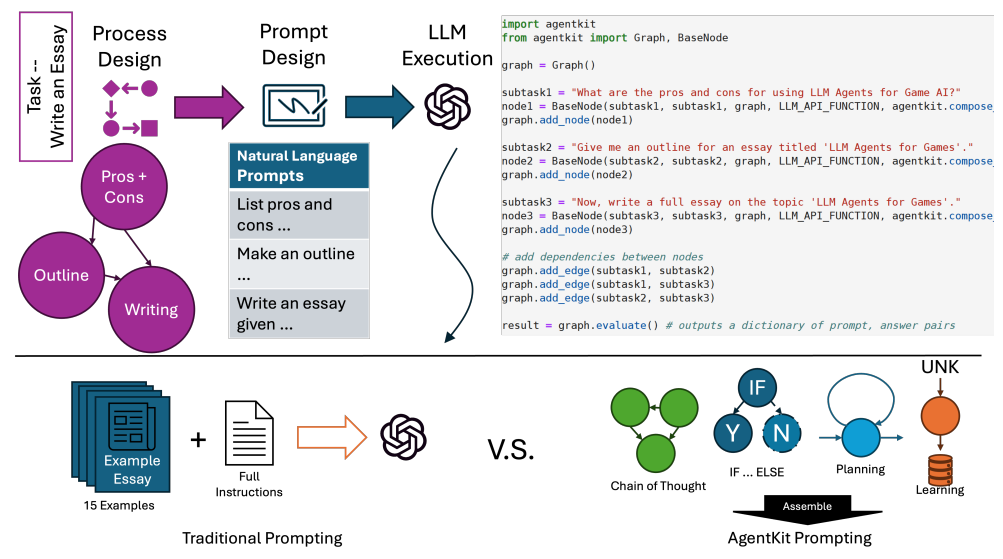 Task --
Write an Essay
Process
Design
Prompt
Design
LLM
Execution
Pros +
Cons
Outline
Writing
Natural Language
Prompts
List pros and
cons ...
Make an outline
...
Write an essay
given ...
import agentkit
from agentkit import Graph, BaseNode
graph = Graph()
subtask1 = "What are the pros and cons for using LLM Agents for Game AI?"
node1 = BaseNode(subtask1, subtask1, graph, LLM_API_FUNCTION, agentkit.compose_
graph.add_node(node1)
subtask2 = "Give me an outline for an essay titled 'LLM Agents for Games'."
node2 = BaseNode(subtask2, subtask2, graph, LLM_API_FUNCTION, agentkit.compose_
graph.add_node(node2)
subtask3 = "Now, write a full essay on the topic 'LLM Agents for Games'."
node3 = BaseNode(subtask3, subtask3, graph, LLM_API_FUNCTION, agentkit.compose_
graph.add_node(node3)
# add dependencies between nodes
graph.add_edge(subtask1, subtask2)
graph.add_edge(subtask1, subtask3)
graph.add_edge(subtask2, subtask3)
result = graph.evaluate() # outputs a dictionary of prompt, answer pairs
Example
Essay
15 Examples
+
Full
Instructions
Traditional Prompting
V.S.
Chain of Thought
IF
Y
N
IF ... ELSE
Planning
UNK
Learning
Assemble
AgentKit Prompting